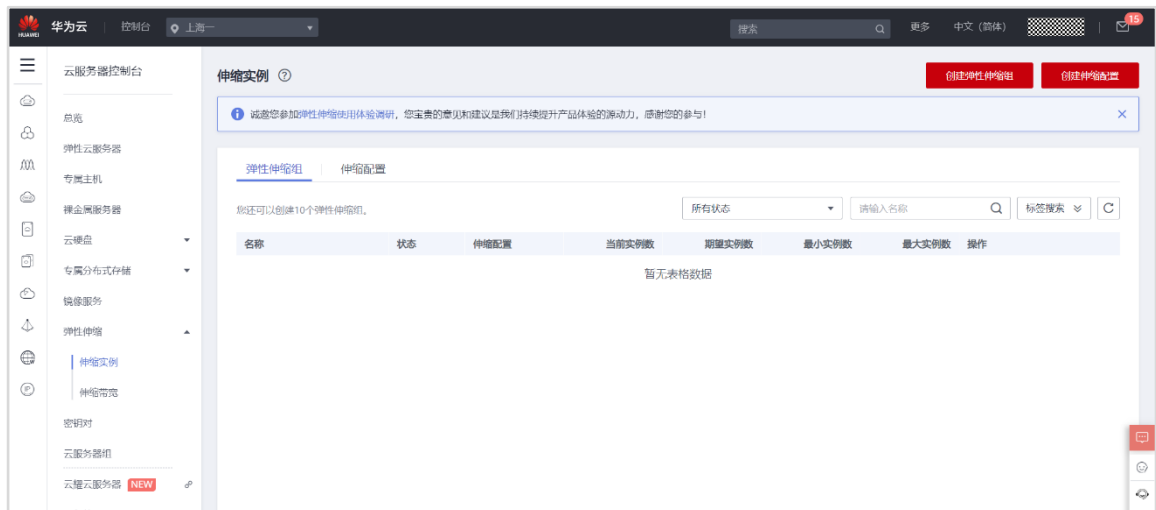 HUAWEI 华为云 控制台 上海一 搜索 更多 中文 (简体) 15
云服务器控制台
总览
弹性云服务器
专属主机
裸金属服务器
云硬盘
专属分布式存储
镜像服务
弹性伸缩
伸缩实例
伸缩带宽
密钥对
云服务器组
云耀云服务器 NEW
伸缩实例 ? 创建弹性伸缩组 创建伸缩配置
诚邀您参加弹性伸缩使用体验调研，您宝贵的意见和建议是我们持续提升产品体验的源动力，感谢您的参与!
弹性伸缩组 伸缩配置
您还可以创建10个弹性伸缩组。 所有状态 请输入名称 标签搜索
名称 状态 伸缩配置 当前实例数 期望实例数 最小实例数 最大实例数 操作
暂无表格数据